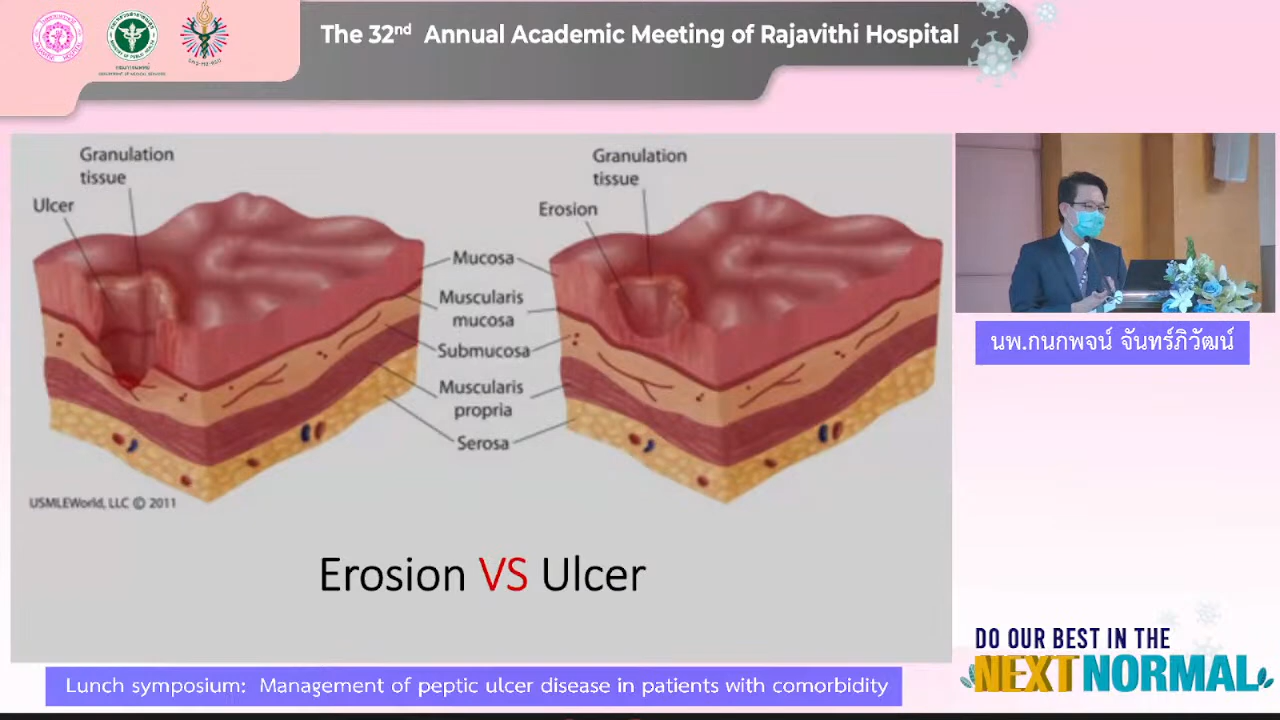 The 32nd Annual Academic Meeting of Rajavithi Hospital
Granulation
tissue
Ulcer
Granulation
tissue
Erosion
Mucosa
Muscularis
mucosa
Submucosa
Muscularis
propria
Serosa
USMLEWorld, LLC © 2011
Erosion VS Ulcer
นพ.กนกพจน์ จันทร์ภิวัฒน์
Lunch symposium: Management of peptic ulcer disease in patients with comorbidity
DO OUR BEST IN THE
NEXT NORMAL